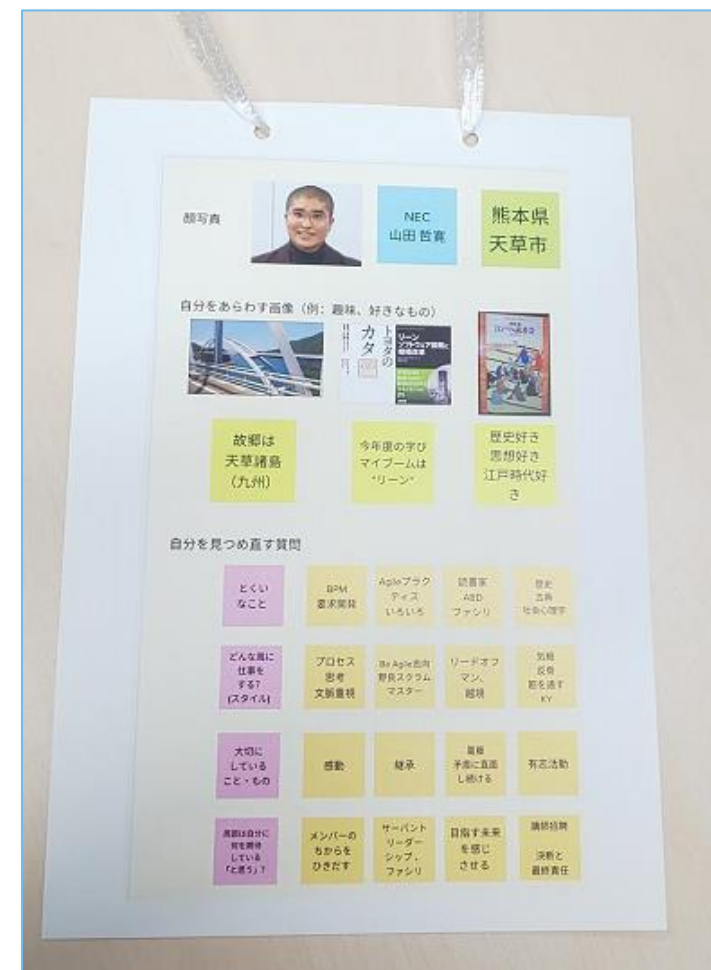 顔写真
NEC
山田 哲寛
熊本県
天草市
自分をあらわす画像（例：趣味、好きなもの）
トヨタの
カタ
リーン
ソフトウェア開発と
組織改革
故郷は
天草諸島
（九州）
今年度の学び
マイブームは
"リーン"
歴史好き
思想好き
江戸時代好
き
自分を見つめ直す質問
とくい
なこと
BPM
要求開発
Agileプラク
ティス
いろいろ
読書家
ABD
ファシリ
歴史
古典
社会心理学
どんな風に
仕事を
する?
(スタイル)
プロセス
思考
文脈重視
Be Agile志向
野良スクラム
マスター
リードオフ
マン、
越境
気概
反骨
筋を通す
KY
大切に
している
こと・もの
感動
継承
葛藤
矛盾に直面
し続ける
有志活動
周囲は自分に
何を期待
している
「と思う」?
メンバーの
ちからを
ひきだす
サーバント
リーダー
シップ、
ファシリ
目指す未来
を感じ
させる
講師招聘
決断と
最終責任